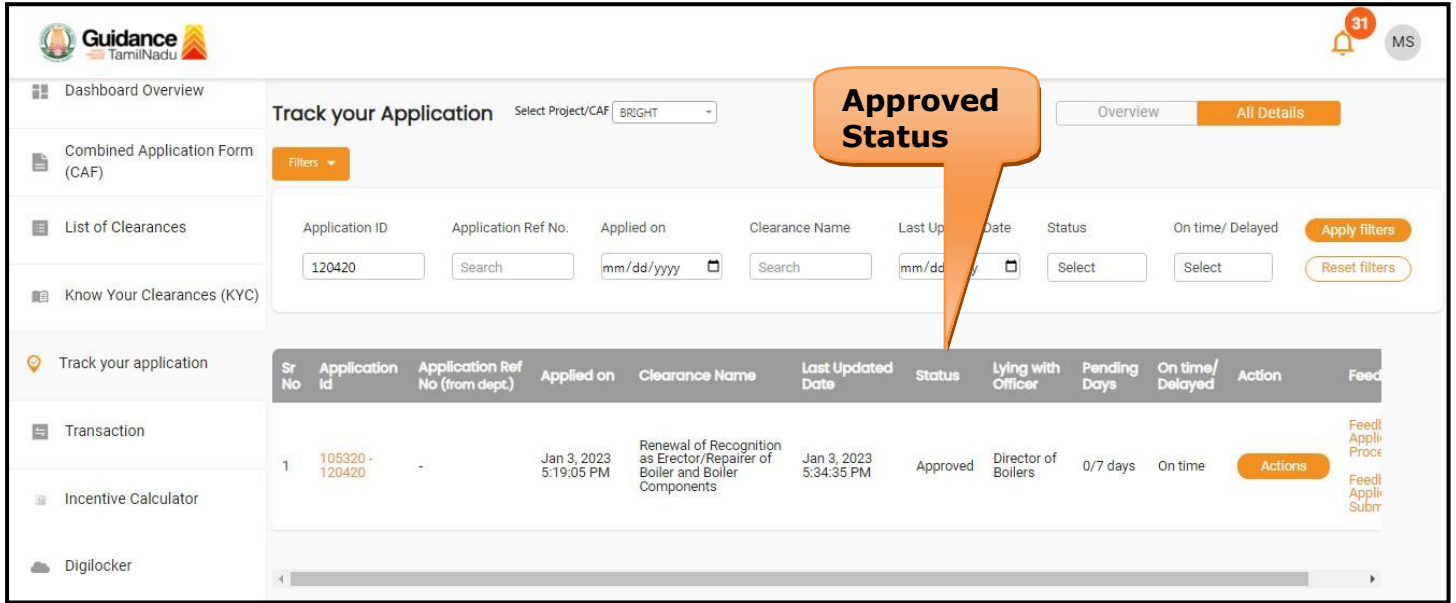 Guidance
TamilNadu
31
MS
Dashboard Overview
Combined Application Form
(CAF)
List of Clearances
Know Your Clearances (KYC)
Track your application
Transaction
Incentive Calculator
Digilocker
Track your Application
Select Project/CAF
BRIGHT
Approved
Status
Overview
All Details
Filters
Application ID
Application Ref No.
Applied on
Clearance Name
Last Up Date
Status
On time/ Delayed
Apply filters
120420
Search
mm/dd/yyyy
Search
mm/dd y
Select
Select
Reset filters
Sr No
Application Id
Application Ref No (from dept.)
Applied on
Clearance Name
Last Updated Date
Status
Lying with Officer
Pending Days
On time/ Delayed
Action
Feed
1
105320 -
120420
-
Jan 3, 2023
5:19:05 PM
Renewal of Recognition
as Erector/Repairer of
Boiler and Boiler
Components
Jan 3, 2023
5:34:35 PM
Approved
Director of
Boilers
0/7 days
On time
Actions
Feedb
Appli
Proce
Feedb
Appli
Subm